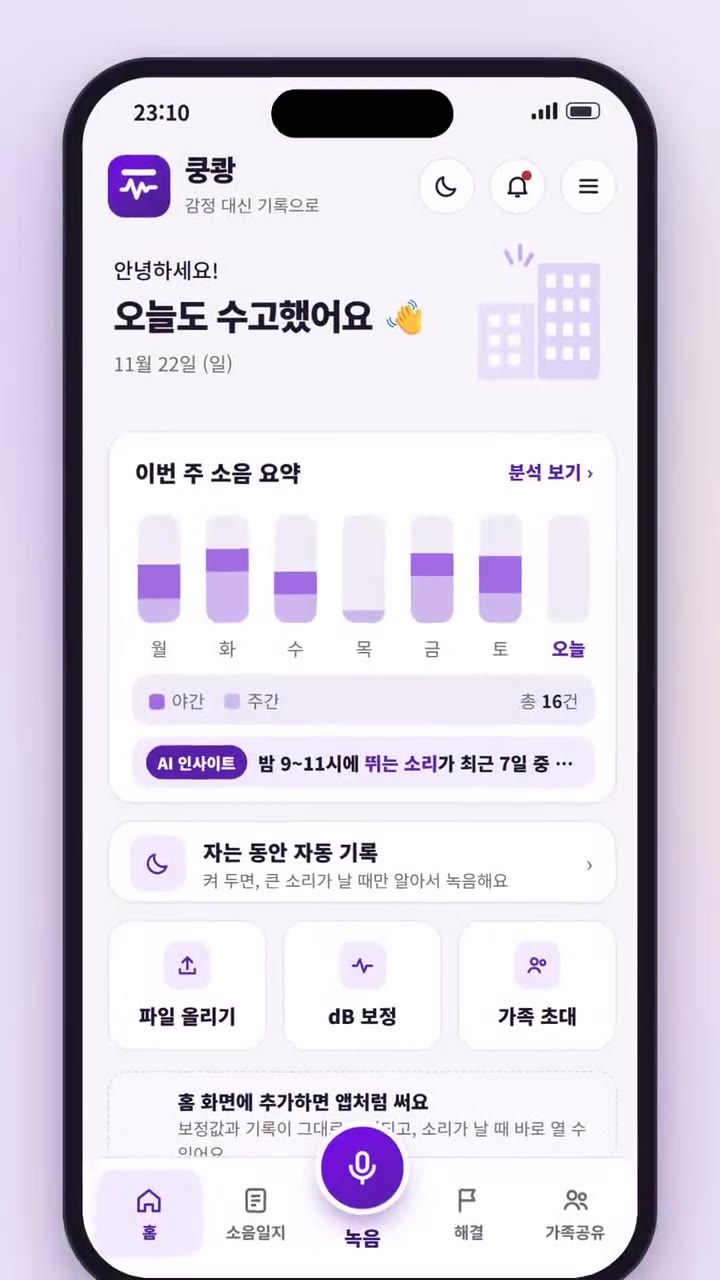 23:10
쿵쾅
감정 대신 기록으로
안녕하세요!
오늘도 수고했어요 👋
11월 22일 (일)
이번 주 소음 요약
분석 보기 ›
월 화 수 목 금 토 오늘
야간 주간 총 16건
AI 인사이트 밤 9~11시에 뛰는 소리가 최근 7일 중 ···
자는 동안 자동 기록
켜 두면, 큰 소리가 날 때만 알아서 녹음해요
파일 올리기 dB 보정 가족 초대
홈 화면에 추가하면 앱처럼 써요
보정값과 기록이 그대로 소리가 날 때 바로 열 수
있어요
홈 소음일지 녹음 해결 가족공유